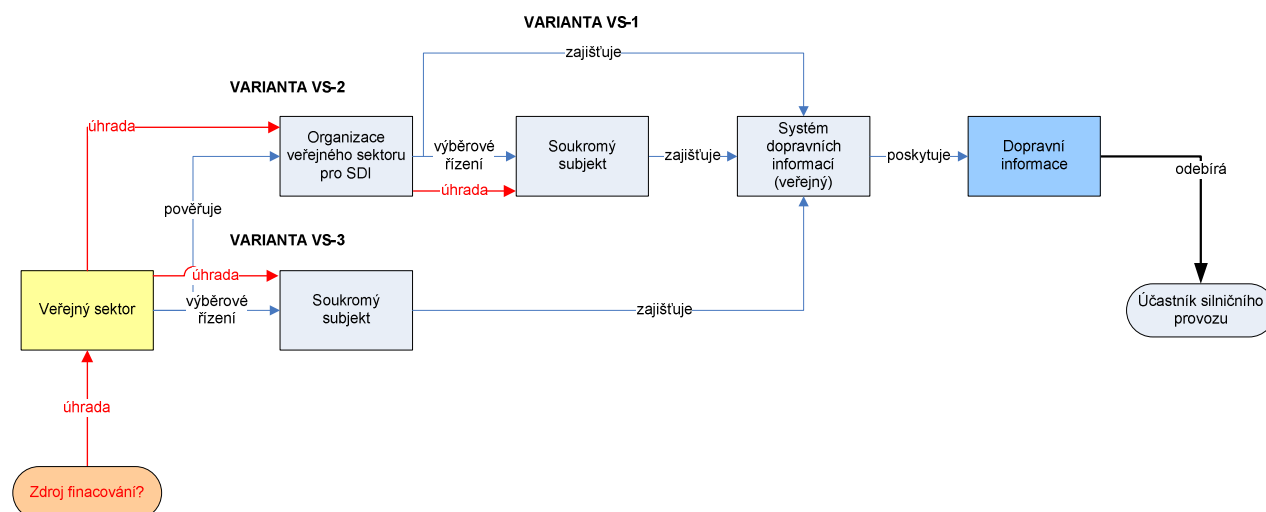 VARIANTA VS-1
zajišťuje
VARIANTA VS-2
úhrada
Organizace
veřejného sektoru
pro SDI
výběrové
řízení
úhrada
Soukromý
subjekt
zajišťuje
Systém
dopravních
informací
(veřejný)
poskytuje
Dopravní
informace
odebírá
pověřuje
VARIANTA VS-3
úhrada
Veřejný sektor
výběrové
řízení
Soukromý
subjekt
zajišťuje
Účastník silničního
provozu
úhrada
Zdroj finacování?